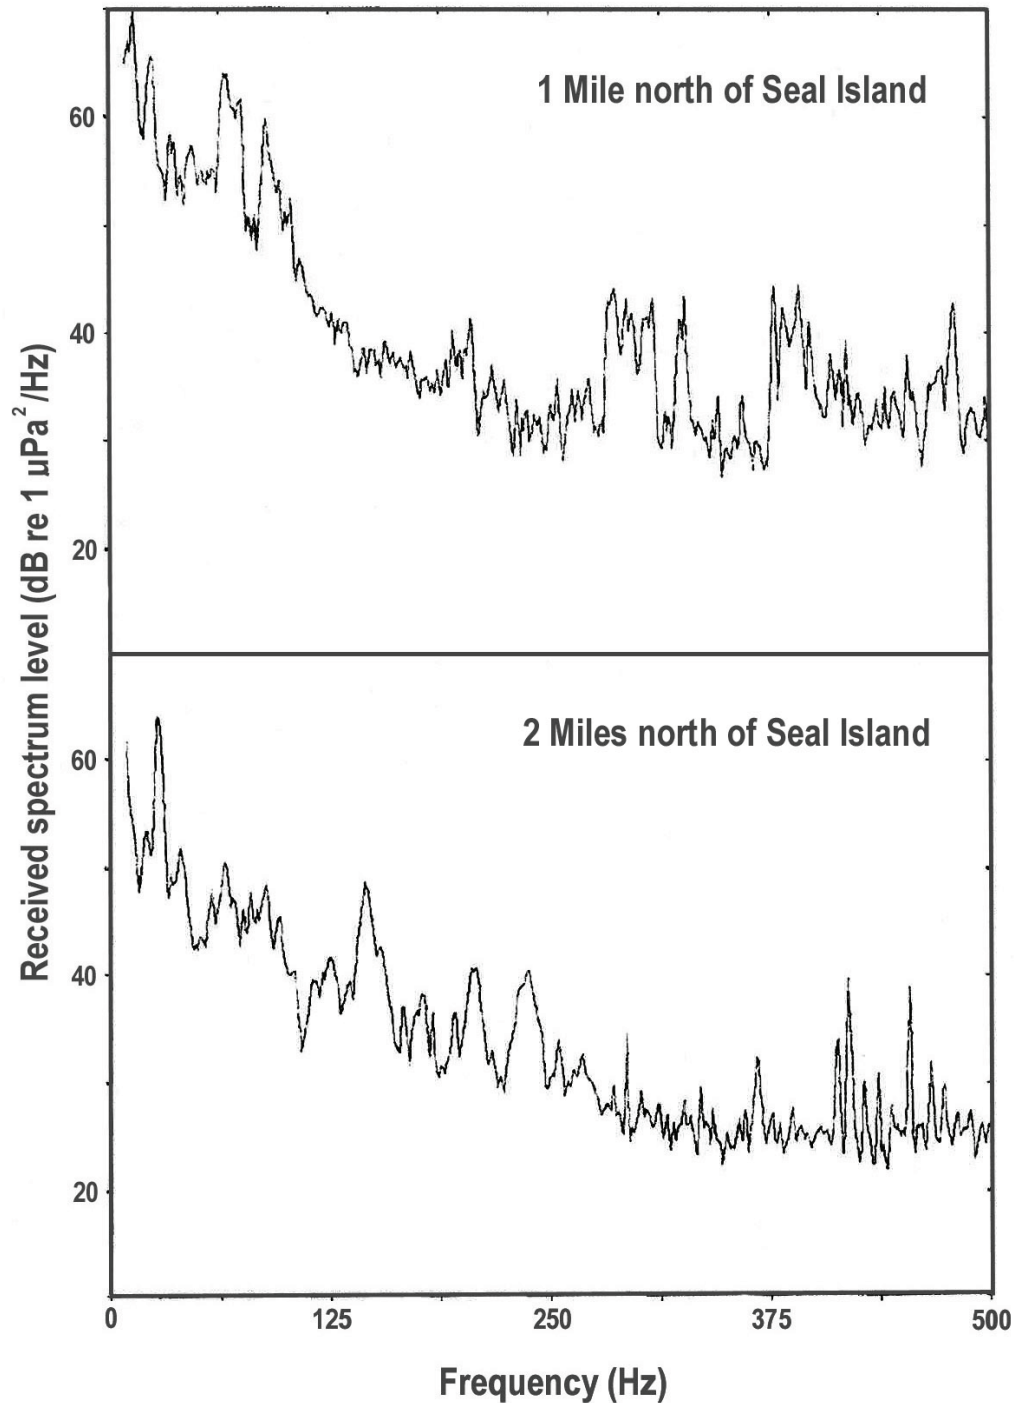 1 Mile north of Seal Island
60
40
20
Received spectrum level (dB re 1 µPa²/Hz)
2 Miles north of Seal Island
60
40
20
0 125 250 375 500
Frequency (Hz)